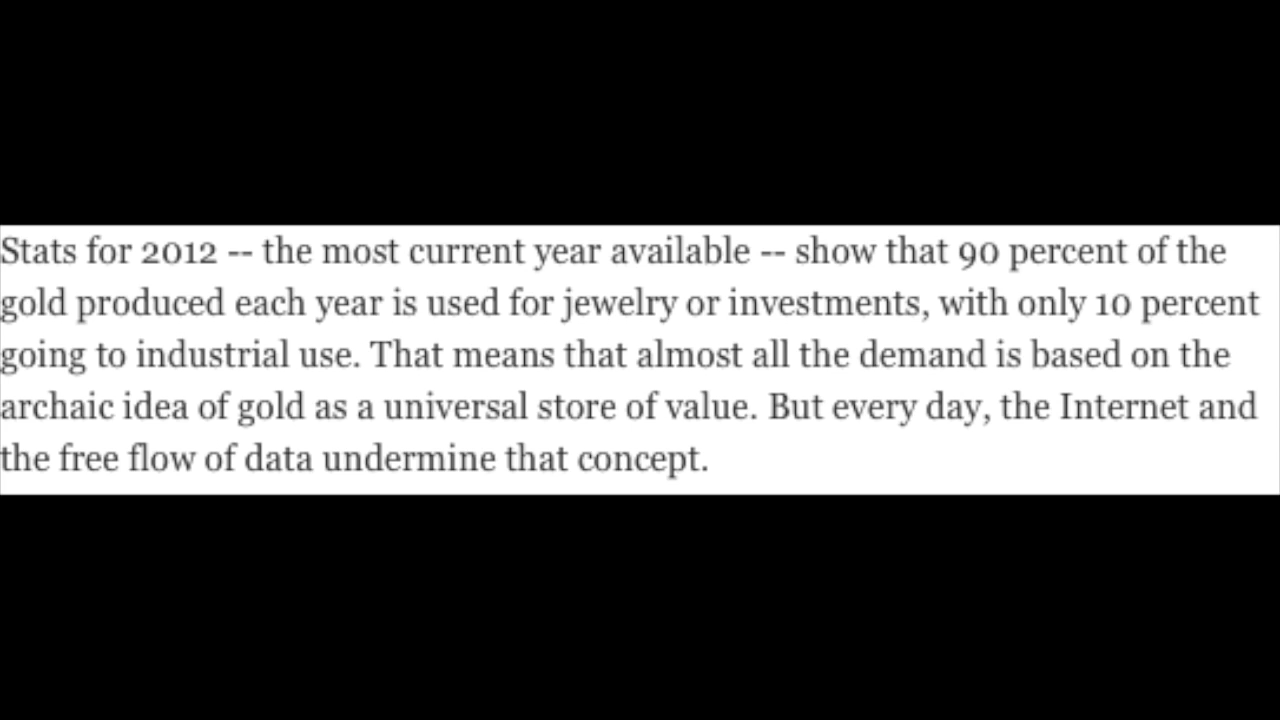 Stats for 2012 -- the most current year available -- show that 90 percent of the
gold produced each year is used for jewelry or investments, with only 10 percent
going to industrial use. That means that almost all the demand is based on the
archaic idea of gold as a universal store of value. But every day, the Internet and
the free flow of data undermine that concept.